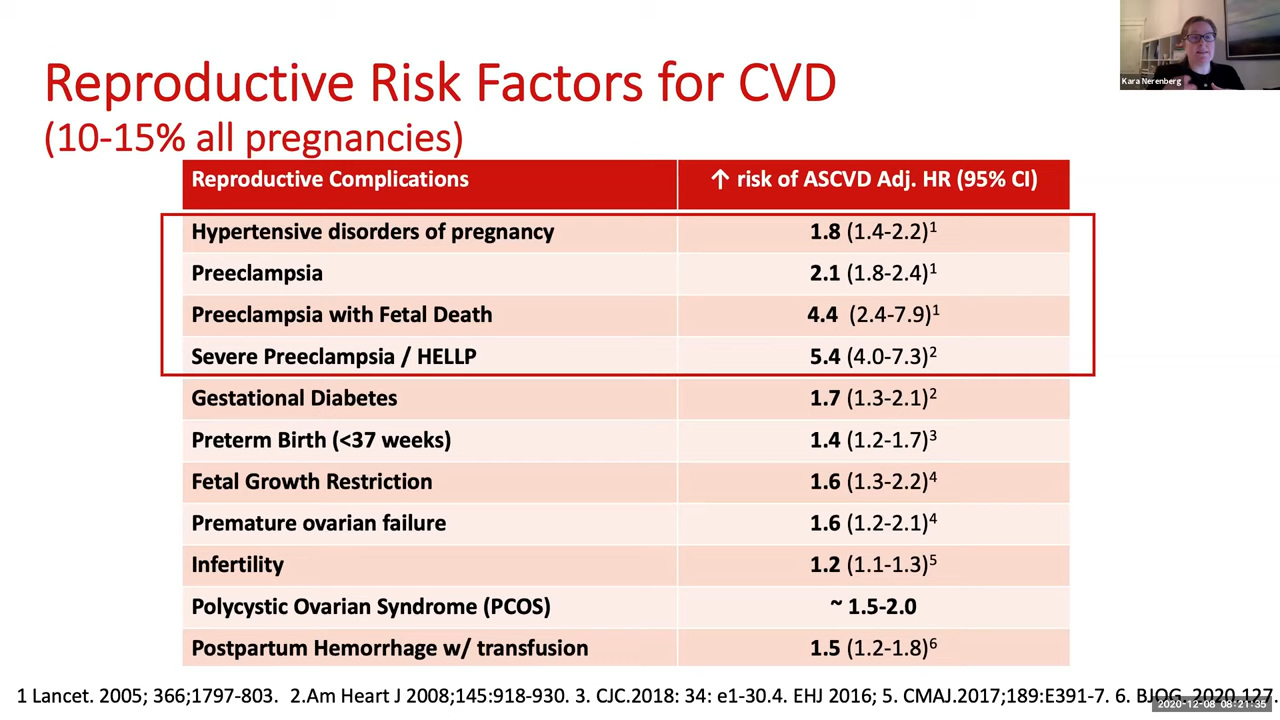 Kara Nerenberg
Reproductive Risk Factors for CVD
(10-15% all pregnancies)
Reproductive Complications ↑ risk of ASCVD Adj. HR (95% CI)
Hypertensive disorders of pregnancy 1.8 (1.4-2.2)1
Preeclampsia 2.1 (1.8-2.4)1
Preeclampsia with Fetal Death 4.4 (2.4-7.9)1
Severe Preeclampsia / HELLP 5.4 (4.0-7.3)2
Gestational Diabetes 1.7 (1.3-2.1)2
Preterm Birth (<37 weeks) 1.4 (1.2-1.7)3
Fetal Growth Restriction 1.6 (1.3-2.2)4
Premature ovarian failure 1.6 (1.2-2.1)4
Infertility 1.2 (1.1-1.3)5
Polycystic Ovarian Syndrome (PCOS) ~ 1.5-2.0
Postpartum Hemorrhage w/ transfusion 1.5 (1.2-1.8)6
1 Lancet. 2005; 366;1797-803. 2.Am Heart J 2008;145:918-930. 3. CJC.2018: 34: e1-30.4. EHJ 2016; 5. CMAJ.2017;189:E391-7. 6. BJOG. 2020.127.
2020-12-08 08:21:35